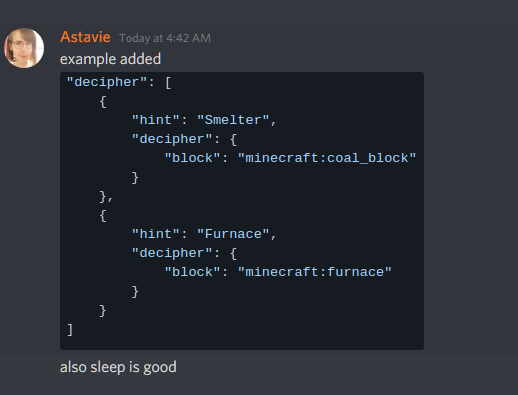 Astavie Today at 4:42 AM
example added
"decipher": [
    {
        "hint": "Smelter",
        "decipher": {
            "block": "minecraft:coal_block"
        }
    },
    {
        "hint": "Furnace",
        "decipher": {
            "block": "minecraft:furnace"
        }
    }
]
also sleep is good